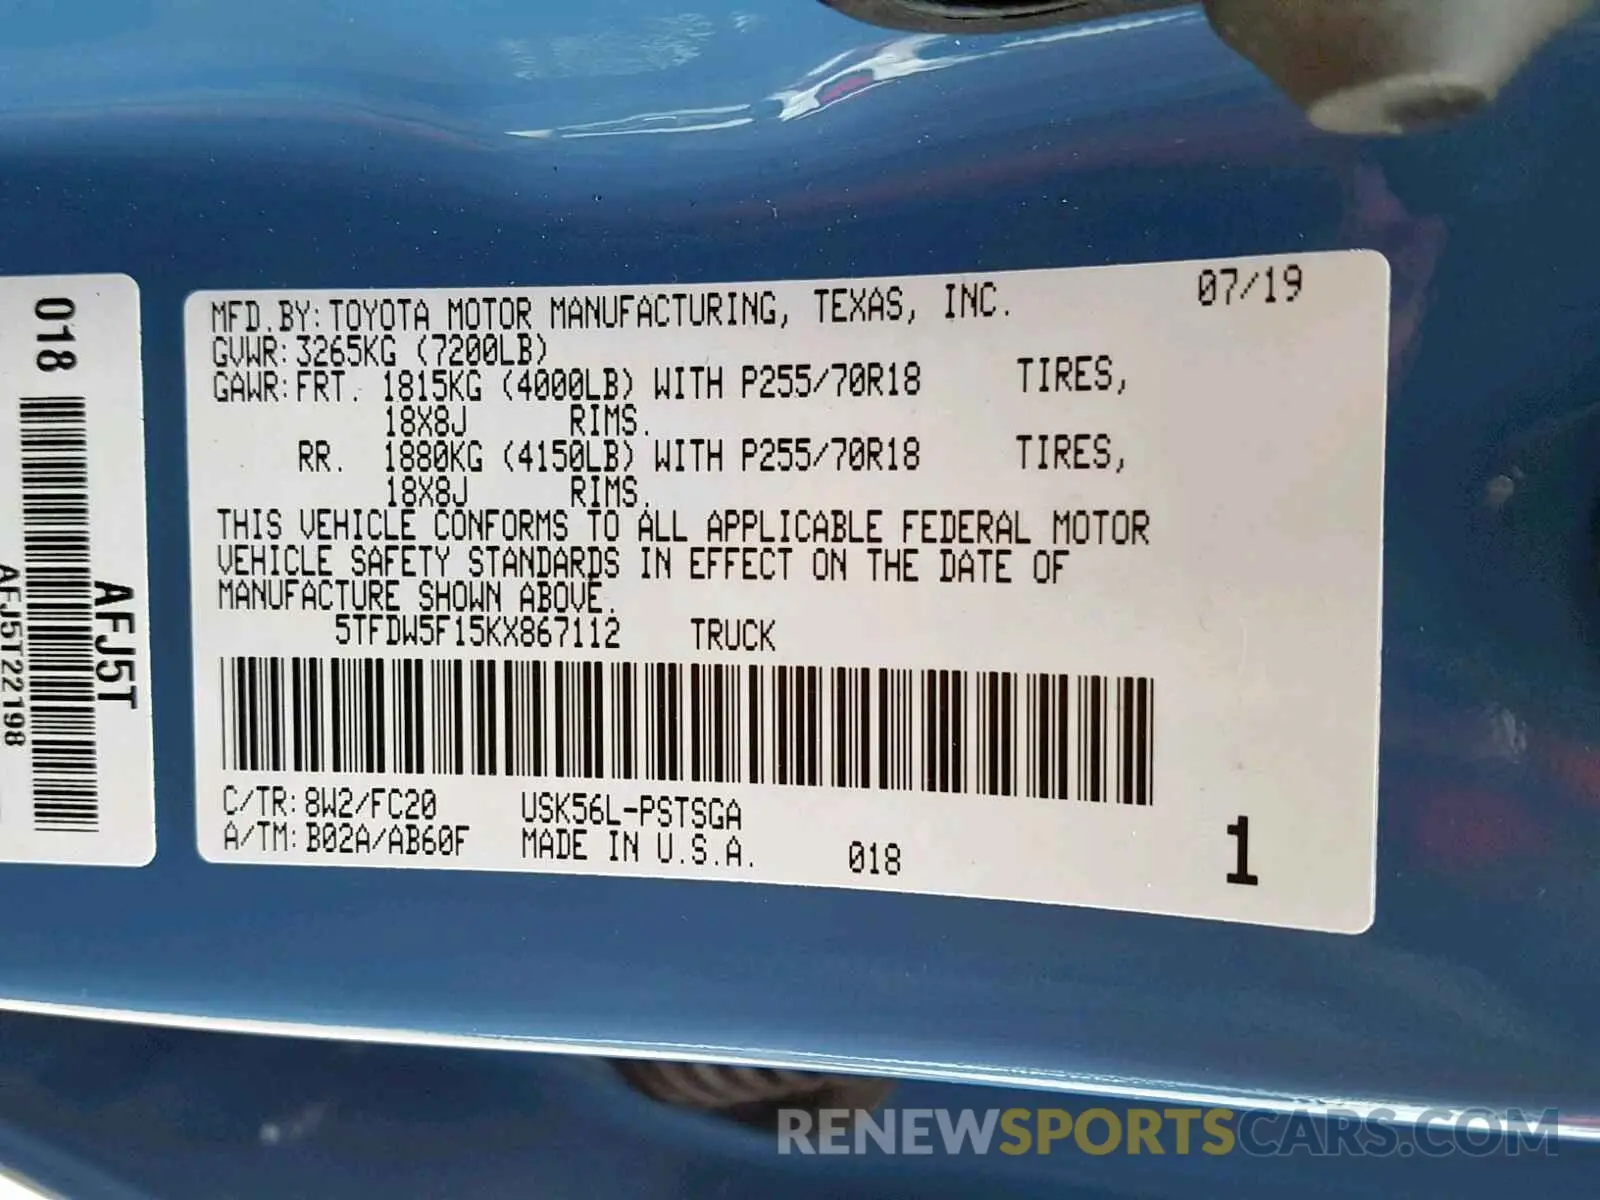 018
AFJ5T
AFJ5T22198
MFD.BY:TOYOTA MOTOR MANUFACTURING, TEXAS, INC. 07/19
GVWR:3265KG (7200LB)
GAWR:FRT. 1815KG (4000LB) WITH P255/70R18 TIRES,
18X8J RIMS.
RR. 1880KG (4150LB) WITH P255/70R18 TIRES,
18X8J RIMS.
THIS VEHICLE CONFORMS TO ALL APPLICABLE FEDERAL MOTOR
VEHICLE SAFETY STANDARDS IN EFFECT ON THE DATE OF
MANUFACTURE SHOWN ABOVE.
5TFDW5F15KX867112 TRUCK
C/TR:8W2/FC20 USK56L-PSTSGA
A/TM:B02A/AB60F MADE IN U.S.A. 018 1
RENEWSPORTSCARS.COM